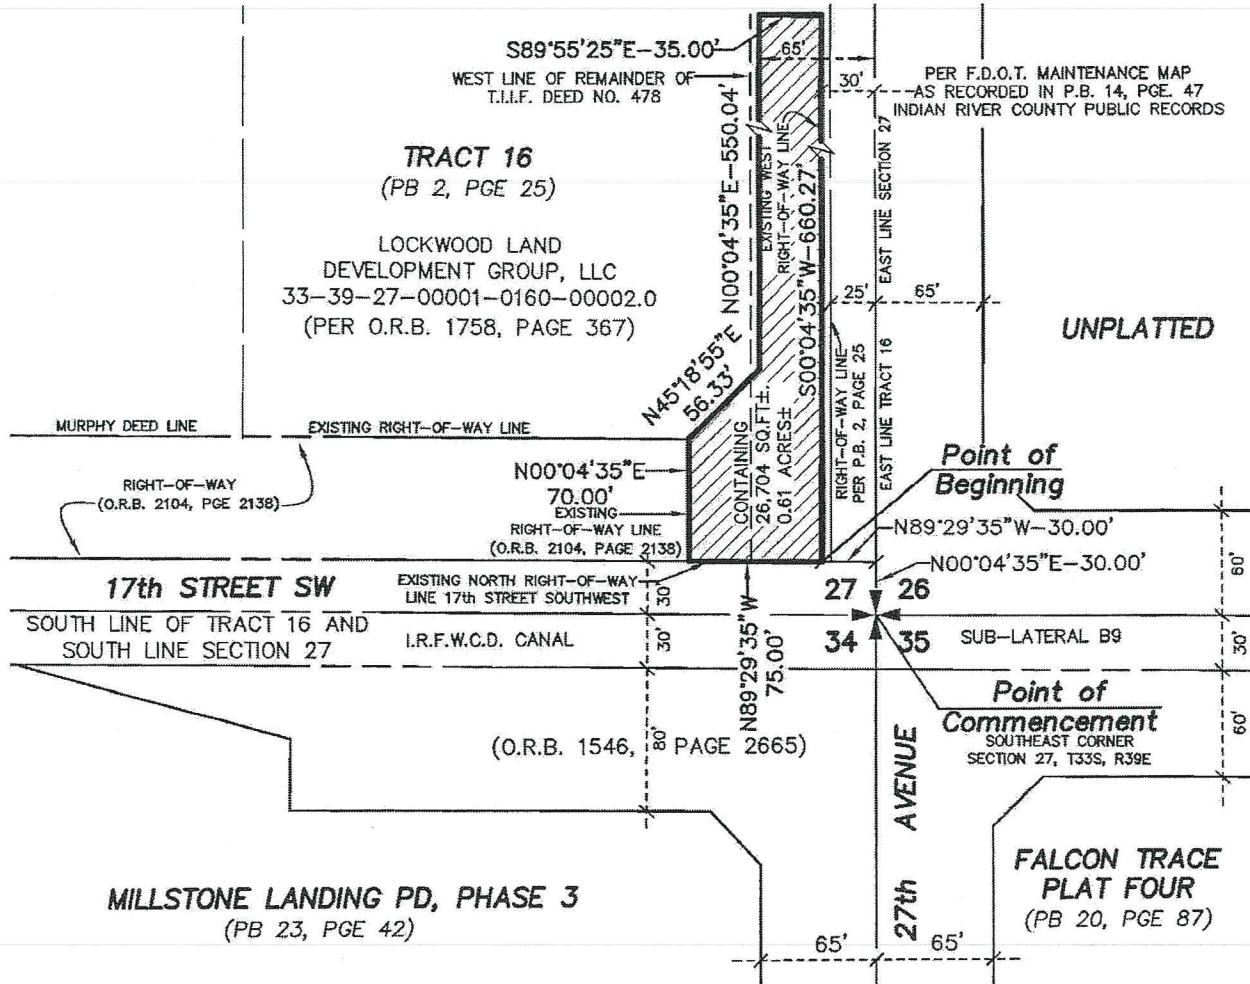 S89°55'25"E-35.00'
65'
WEST LINE OF REMAINDER OF
T.I.I.F. DEED NO. 478
30'
PER F.D.O.T. MAINTENANCE MAP
AS RECORDED IN P.B. 14, PGE. 47
INDIAN RIVER COUNTY PUBLIC RECORDS
TRACT 16
(PB 2, PGE 25)
N00°04'35"E-550.04'
EXISTING WEST
RIGHT-OF-WAY LINE
S00°04'35"W-660.27'
EAST LINE SECTION 27
LOCKWOOD LAND
DEVELOPMENT GROUP, LLC
33-39-27-00001-0160-00002.0
(PER O.R.B. 1758, PAGE 367)
25'
65'
UNPLATTED
N45°18'55"E
56.33'
RIGHT-OF-WAY LINE
PER P.B. 2, PAGE 25
EAST LINE TRACT 16
MURPHY DEED LINE
EXISTING RIGHT-OF-WAY LINE
CONTAINING
26,704 SQ.FT±.
0.61 ACRES±
Point of
Beginning
N00°04'35"E
70.00'
RIGHT-OF-WAY
(O.R.B. 2104, PGE 2138)
EXISTING
RIGHT-OF-WAY LINE
(O.R.B. 2104, PAGE 2138)
N89°29'35"W-30.00'
N00°04'35"E-30.00'
60'
17th STREET SW
EXISTING NORTH RIGHT-OF-WAY
LINE 17th STREET SOUTHWEST
30'
27 26
SOUTH LINE OF TRACT 16 AND
SOUTH LINE SECTION 27
I.R.F.W.C.D. CANAL
30'
N89°29'35"W
75.00'
34 35
SUB-LATERAL B9
30'
Point of
Commencement
SOUTHEAST CORNER
SECTION 27, T33S, R39E
60'
(O.R.B. 1546, PAGE 2665)
80'
27th AVENUE
MILLSTONE LANDING PD, PHASE 3
(PB 23, PGE 42)
FALCON TRACE
PLAT FOUR
(PB 20, PGE 87)
65'
65'